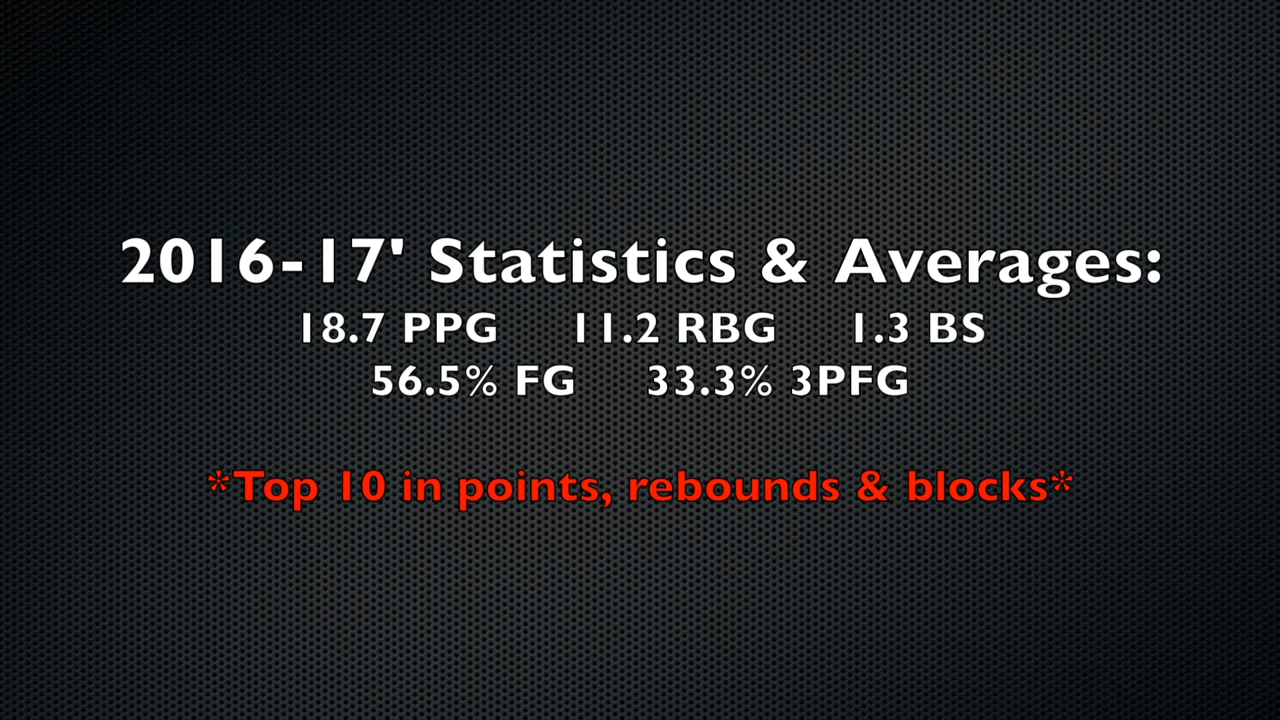 2016-17' Statistics & Averages:
18.7 PPG 11.2 RBG 1.3 BS
56.5% FG 33.3% 3PFG
*Top 10 in points, rebounds & blocks*